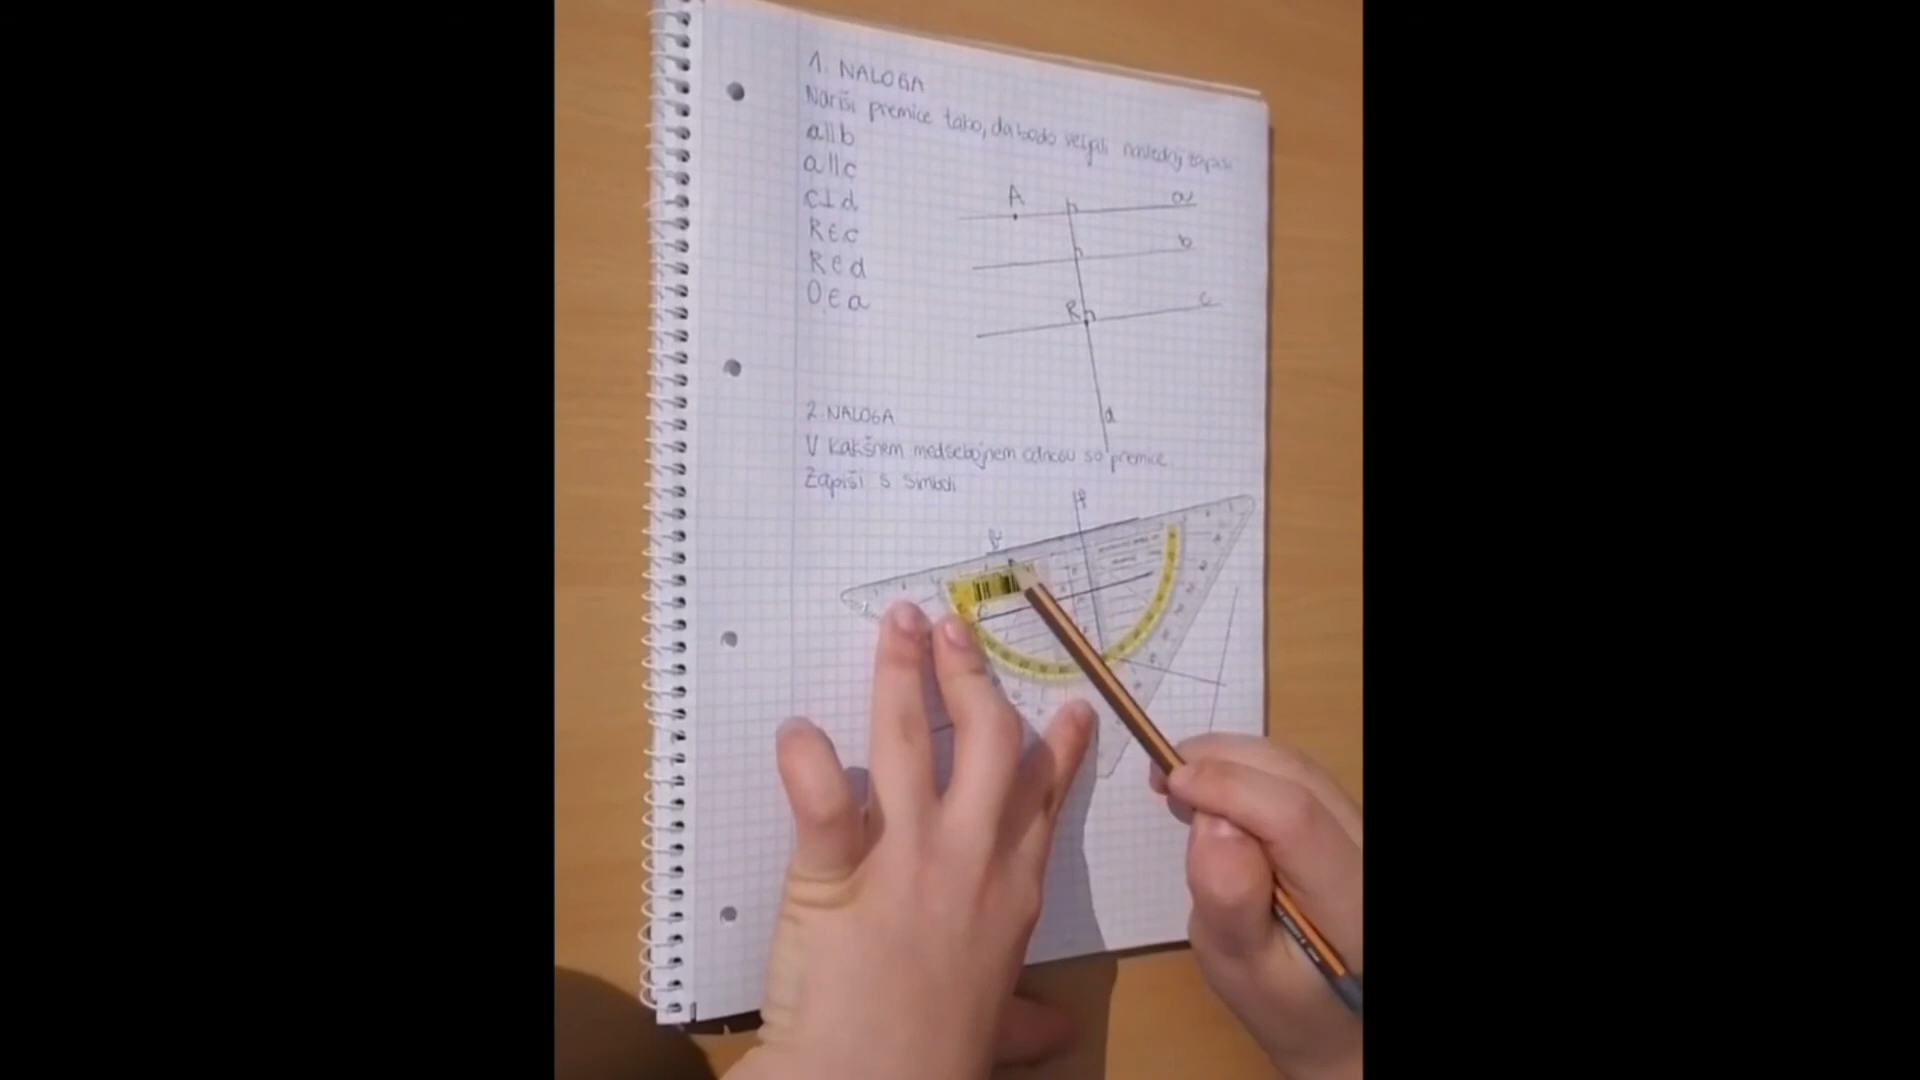 1. NALOGA
Nariši premice tako, da bodo veljali naslednji zapisi
a||b
a||c
c⊥d
R∈c
R∈d
O∈a
A
a
b
R
c
d
2. NALOGA
V kakšnem medsebojnem odnosu so premice
Zapiši s simboli